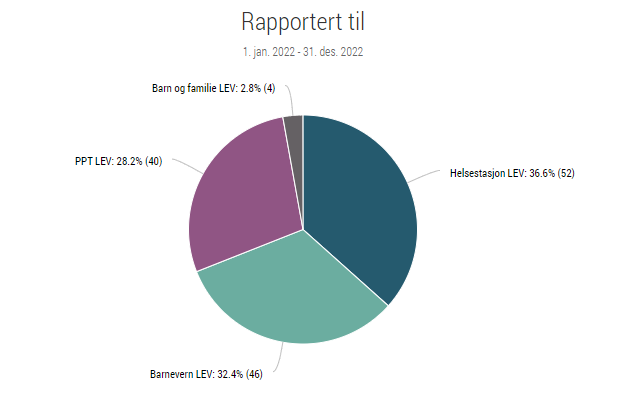 Rapportert til
1. jan. 2022 - 31. des. 2022
Barn og familie LEV: 2.8% (4)
PPT LEV: 28.2% (40)
Helsestasjon LEV: 36.6% (52)
Barnevern LEV: 32.4% (46)